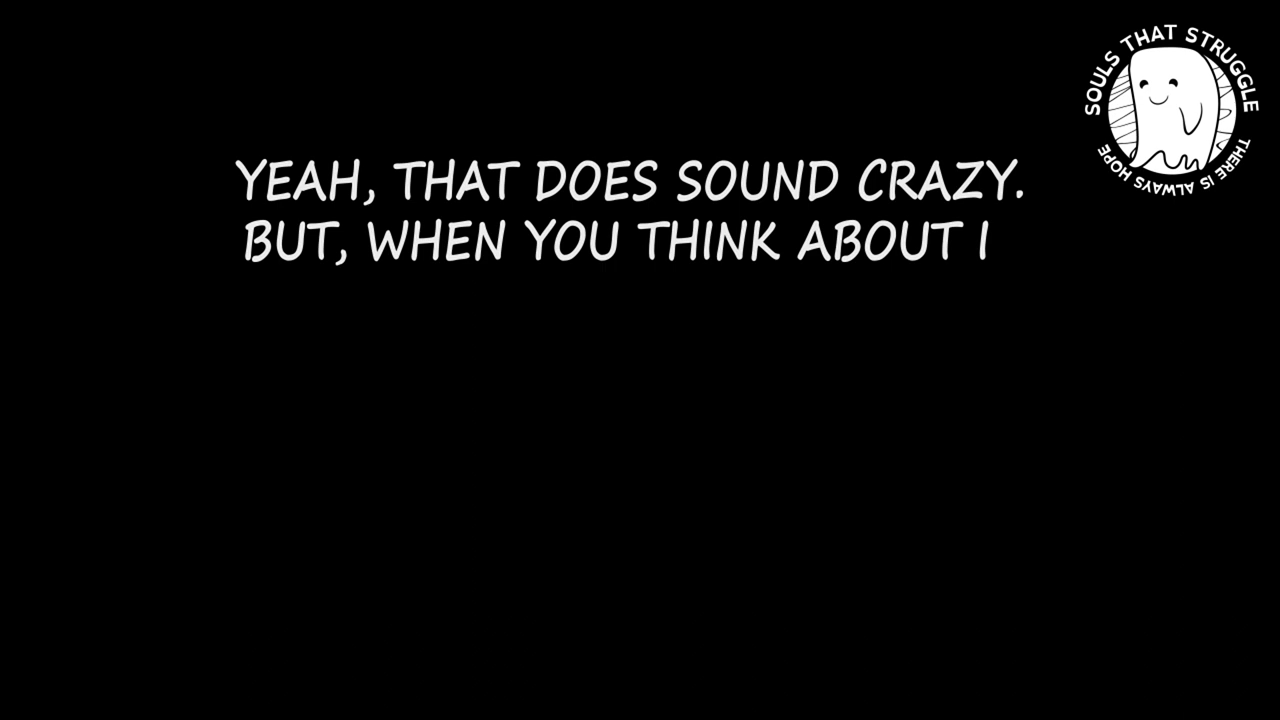 SOULS THAT STRUGGLE
THERE IS ALWAYS HOPE
YEAH, THAT DOES SOUND CRAZY.
BUT, WHEN YOU THINK ABOUT I